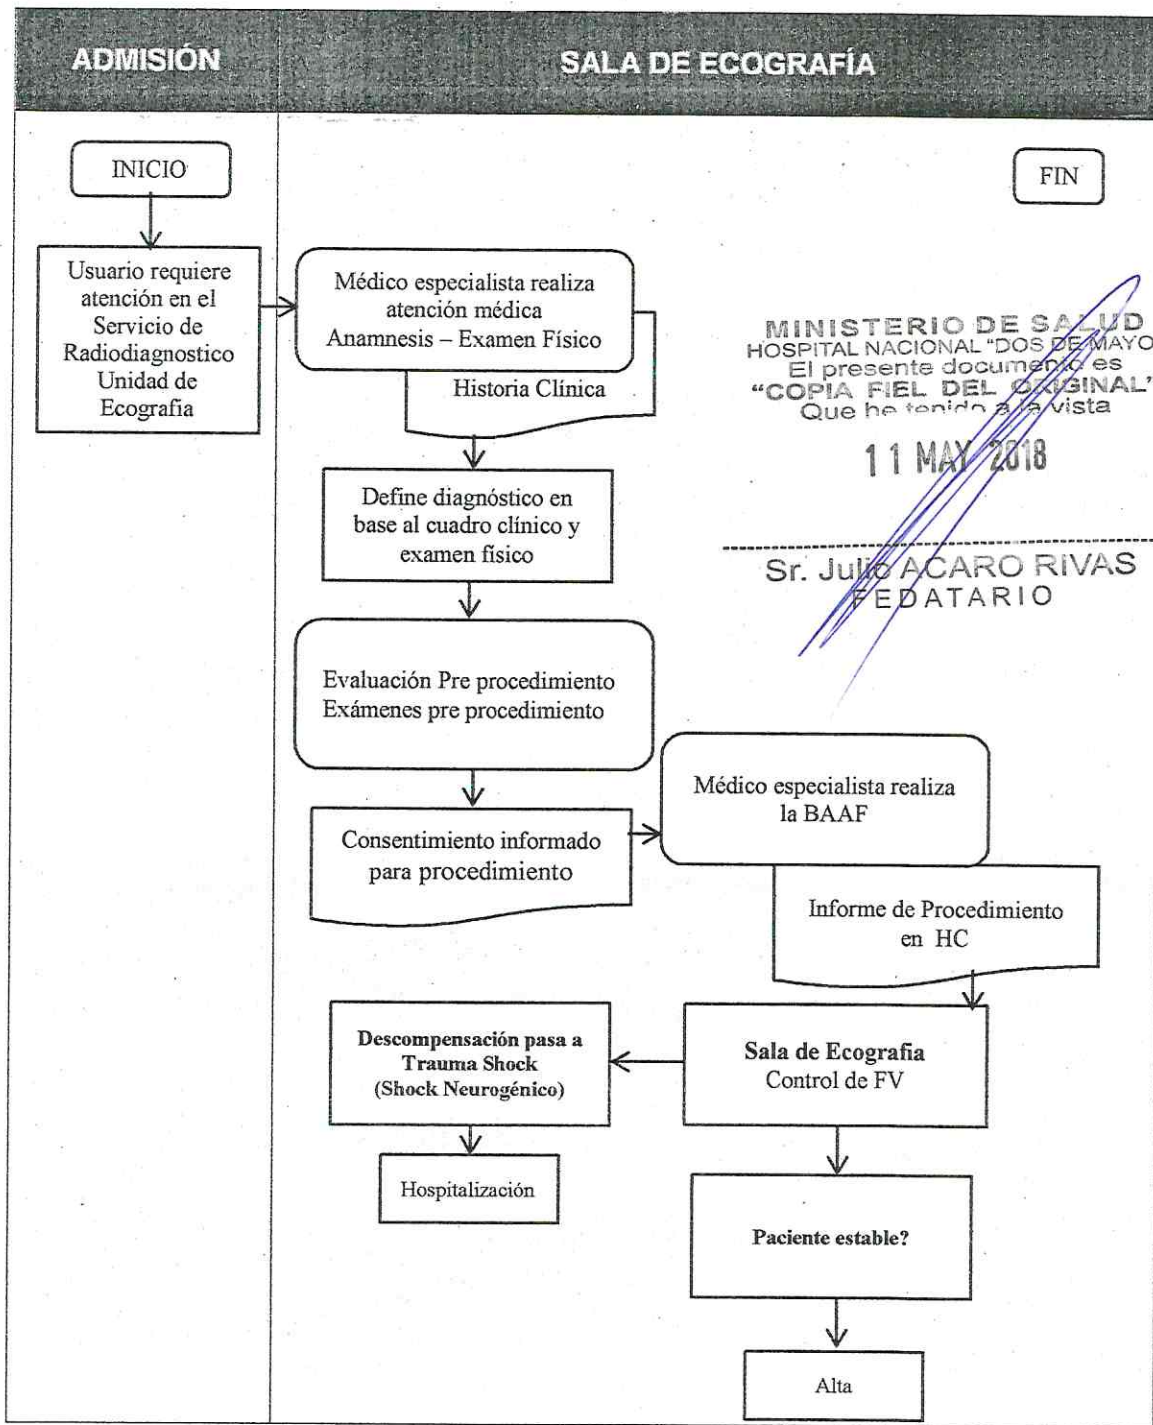 ADMISIÓN
SALA DE ECOGRAFÍA
INICIO
FIN
Usuario requiere
atención en el
Servicio de
Radiodiagnostico
Unidad de
Ecografia
Médico especialista realiza
atención médica
Anamnesis – Examen Físico
Historia Clínica
MINISTERIO DE SALUD
HOSPITAL NACIONAL "DOS DE MAYO
El presente documento es
"COPIA FIEL DEL ORIGINAL"
Que he tenido a la vista
11 MAY 2018
Sr. Julio ACARO RIVAS
FEDATARIO
Define diagnóstico en
base al cuadro clínico y
examen físico
Evaluación Pre procedimiento
Exámenes pre procedimiento
Consentimiento informado
para procedimiento
Médico especialista realiza
la BAAF
Informe de Procedimiento
en HC
Descompensación pasa a
Trauma Shock
(Shock Neurogénico)
Sala de Ecografia
Control de FV
Hospitalización
Paciente estable?
Alta